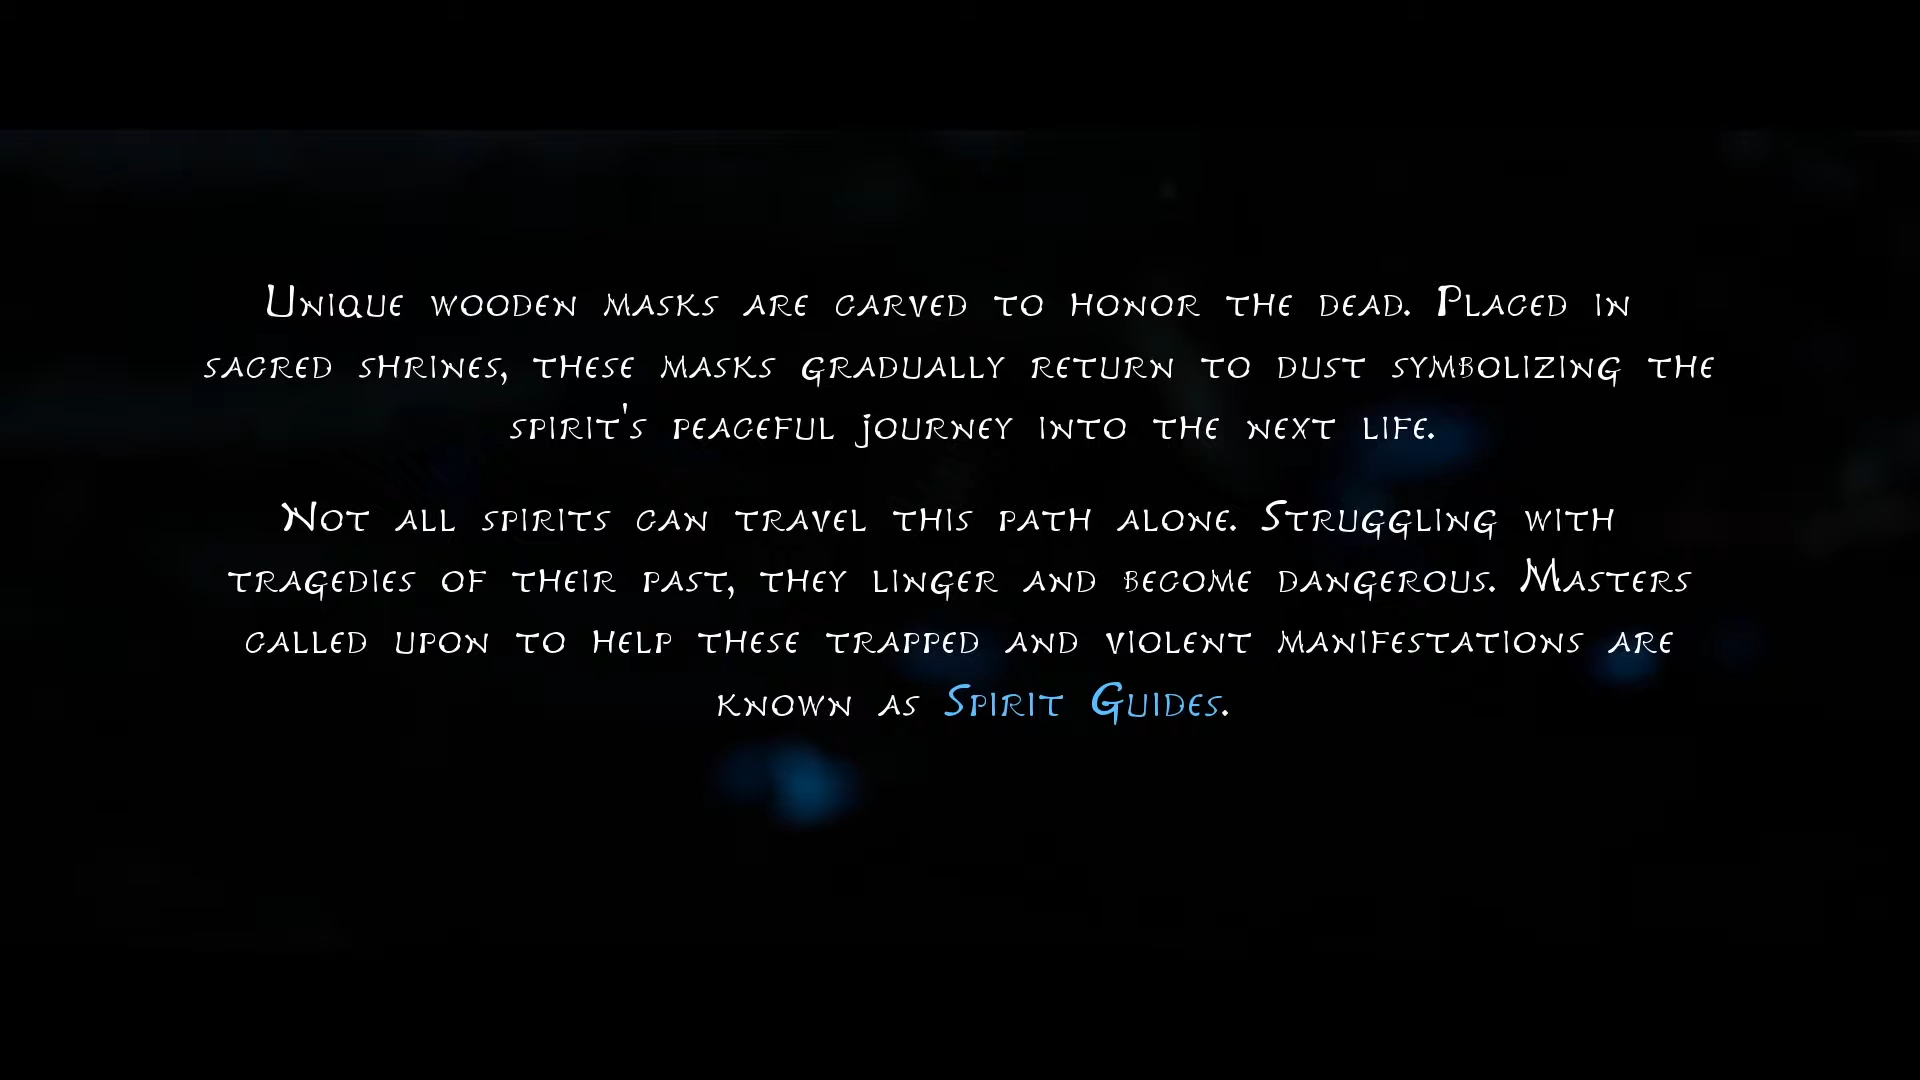 Unique wooden masks are carved to honor the dead. Placed in
sacred shrines, these masks gradually return to dust symbolizing the
spirit's peaceful journey into the next life.
Not all spirits can travel this path alone. Struggling with
tragedies of their past, they linger and become dangerous. Masters
called upon to help these trapped and violent manifestations are
known as Spirit Guides.